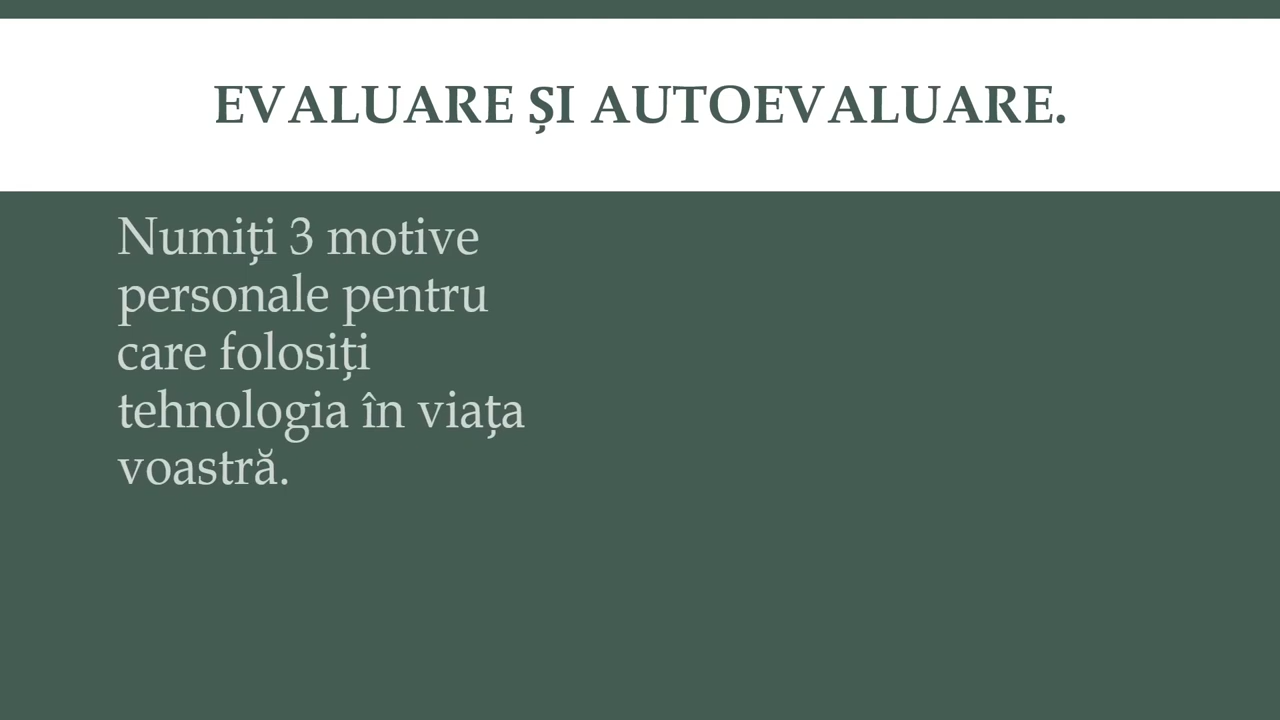 EVALUARE ȘI AUTOEVALUARE.
Numiți 3 motive
personale pentru
care folosiți
tehnologia în viața
voastră.